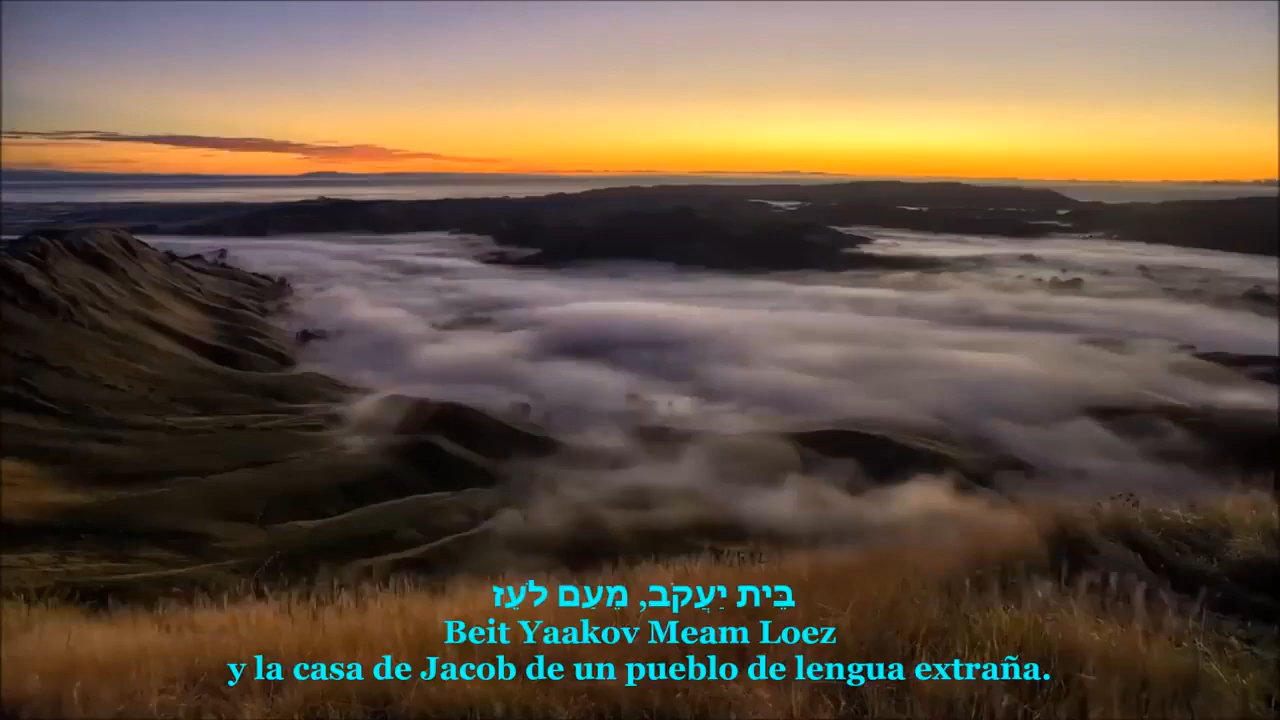 בֵּית יַעֲקֹב, מֵעַם לֹעֵז
Beit Yaakov Meam Loez
y la casa de Jacob de un pueblo de lengua extraña.